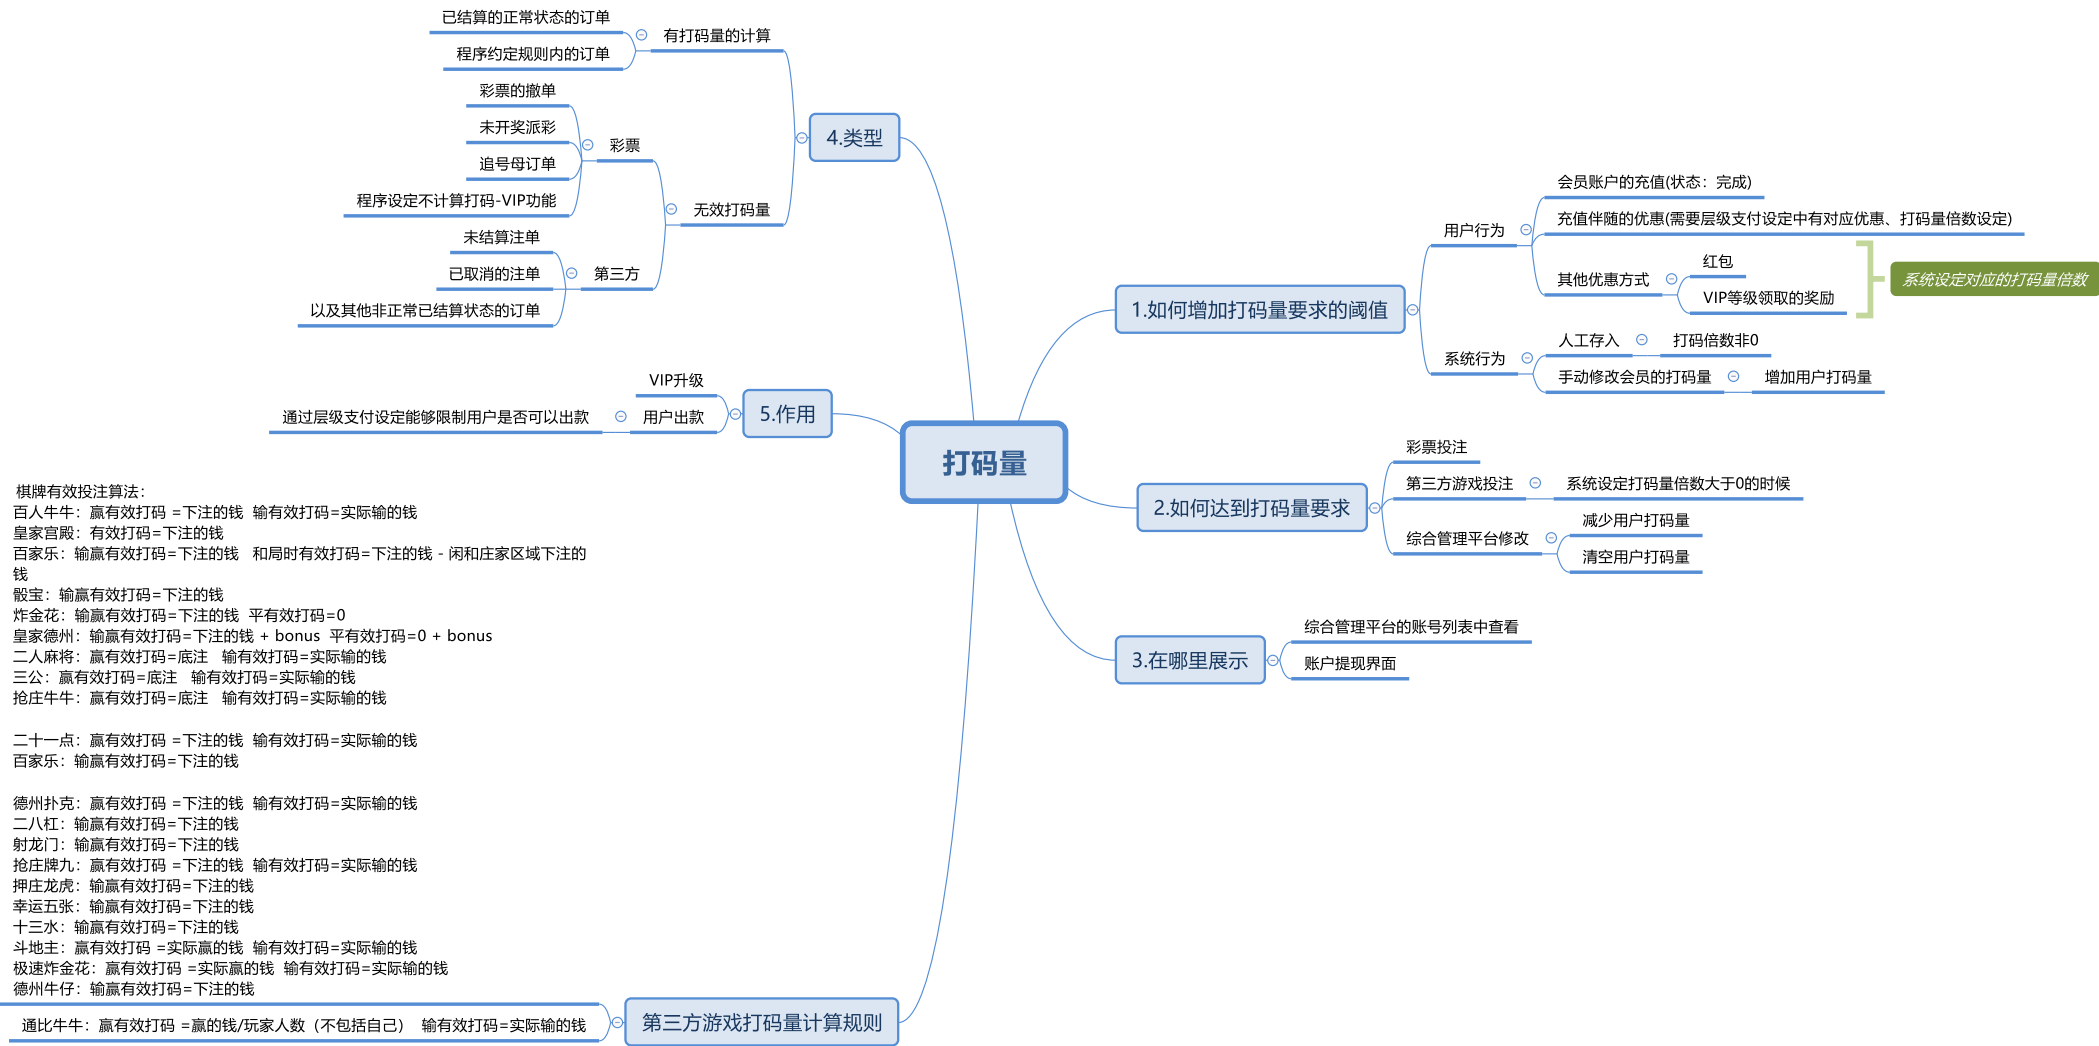 打码量
1.如何增加打码量要求的阈值
用户行为
会员账户的充值(状态：完成)
充值伴随的优惠(需要层级支付设定中有对应优惠、打码量倍数设定)
其他优惠方式
红包
VIP等级领取的奖励
系统设定对应的打码量倍数
系统行为
人工存入
打码倍数非0
手动修改会员的打码量
增加用户打码量
2.如何达到打码量要求
彩票投注
第三方游戏投注
系统设定打码量倍数大于0的时候
综合管理平台修改
减少用户打码量
清空用户打码量
3.在哪里展示
综合管理平台的账号列表中查看
账户提现界面
4.类型
有打码量的计算
已结算的正常状态的订单
程序约定规则内的订单
无效打码量
彩票
彩票的撤单
未开奖派彩
追号母订单
程序设定不计算打码-VIP功能
第三方
未结算注单
已取消的注单
以及其他非正常已结算状态的订单
5.作用
VIP升级
用户出款
通过层级支付设定能够限制用户是否可以出款
第三方游戏打码量计算规则
棋牌有效投注算法：
百人牛牛：赢有效打码 =下注的钱  输有效打码=实际输的钱
皇家宫殿：有效打码=下注的钱
百家乐：输赢有效打码=下注的钱   和局时有效打码=下注的钱 - 闲和庄家区域下注的
钱
骰宝：输赢有效打码=下注的钱
炸金花：输赢有效打码=下注的钱  平有效打码=0
皇家德州：输赢有效打码=下注的钱 + bonus  平有效打码=0 + bonus
二人麻将：赢有效打码=底注   输有效打码=实际输的钱
三公：赢有效打码=底注   输有效打码=实际输的钱
抢庄牛牛：赢有效打码=底注   输有效打码=实际输的钱
二十一点：赢有效打码 =下注的钱  输有效打码=实际输的钱
百家乐：输赢有效打码=下注的钱
德州扑克：赢有效打码 =下注的钱  输有效打码=实际输的钱
二八杠：输赢有效打码=下注的钱
射龙门：输赢有效打码=下注的钱
抢庄牌九：赢有效打码 =下注的钱  输有效打码=实际输的钱
押庄龙虎：输赢有效打码=下注的钱
幸运五张：输赢有效打码=下注的钱
十三水：输赢有效打码=下注的钱
斗地主：赢有效打码 =实际赢的钱  输有效打码=实际输的钱
极速炸金花：赢有效打码 =实际赢的钱  输有效打码=实际输的钱
德州牛仔：输赢有效打码=下注的钱
通比牛牛：赢有效打码 =赢的钱/玩家人数（不包括自己）  输有效打码=实际输的钱